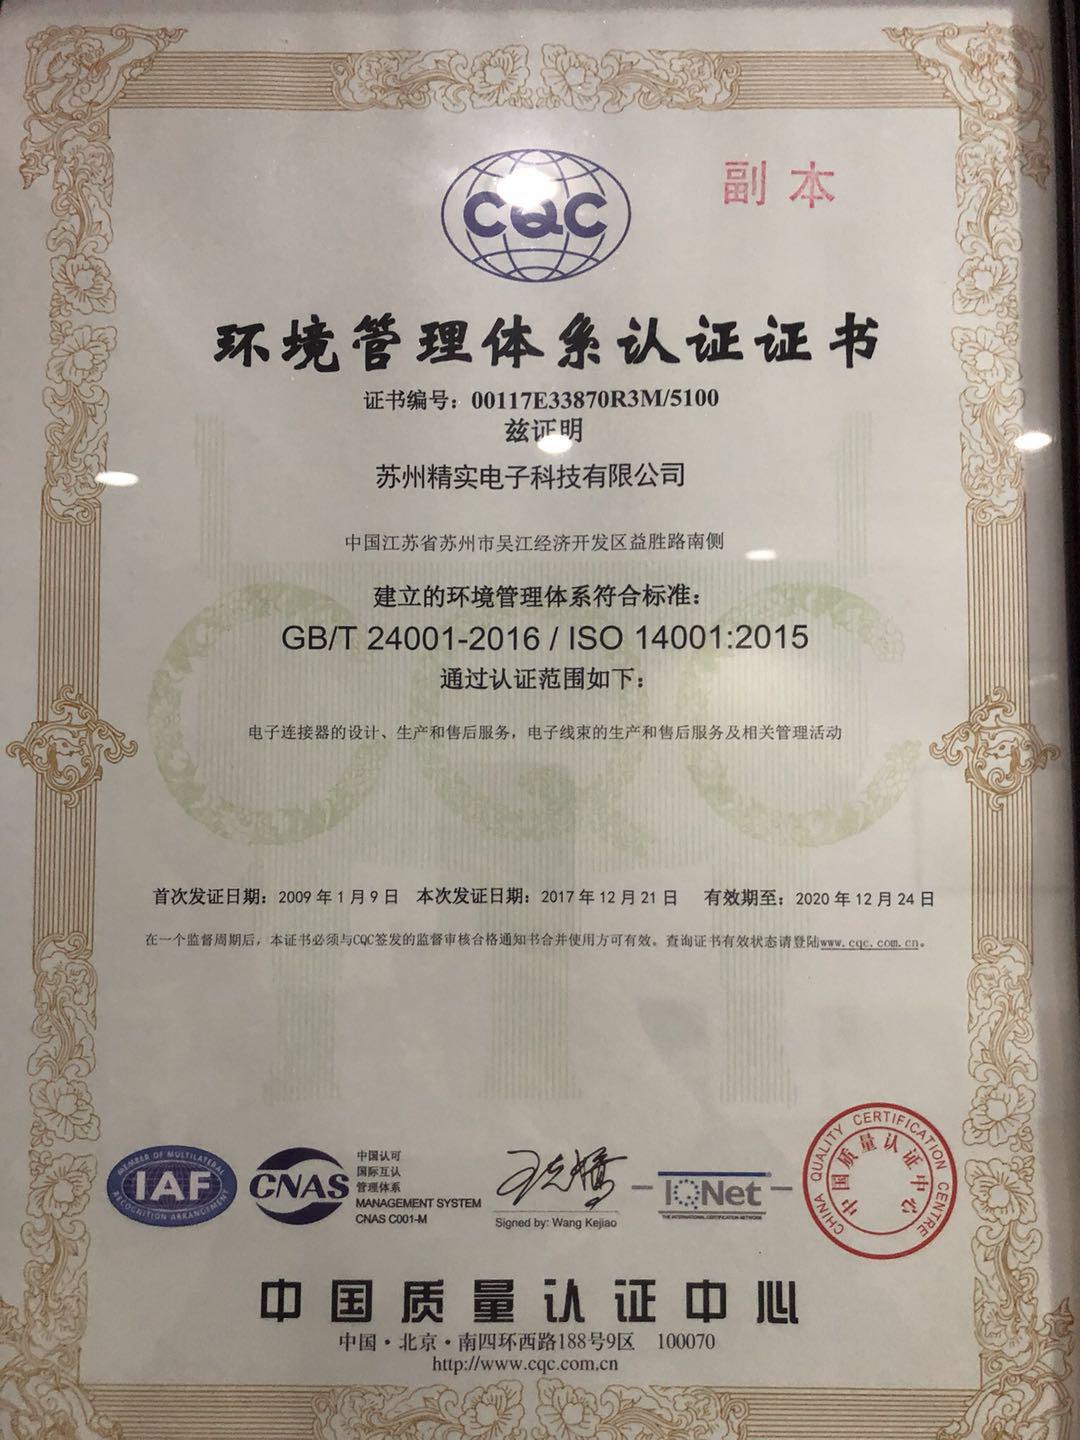 CQC
副本
环境管理体系认证证书
证书编号：00117E33870R3M/5100
兹证明
苏州精实电子科技有限公司
中国江苏省苏州市吴江经济开发区益胜路南侧
建立的环境管理体系符合标准：
GB/T 24001-2016 / ISO 14001:2015
通过认证范围如下：
电子连接器的设计、生产和售后服务，电子线束的生产和售后服务及相关管理活动
首次发证日期：2009年1月9日 本次发证日期：2017年12月21日 有效期至：2020年12月24日
在一个监督周期后，本证书必须与CQC签发的监督审核合格通知书合并使用方可有效。查询证书有效状态请登陆www.cqc.com.cn。
MEMBER OF MULTILATERAL
IAF
RECOGNITION ARRANGEMENT
CNAS
中国认可
国际互认
管理体系
MANAGEMENT SYSTEM
CNAS C001-M
Signed by: Wang Kejiao
IQNet
THE INTERNATIONAL CERTIFICATION NETWORK
CHINA QUALITY CERTIFICATION CENTRE
中国质量认证中心
中国质量认证中心
中国·北京·南四环西路188号9区 100070
http://www.cqc.com.cn